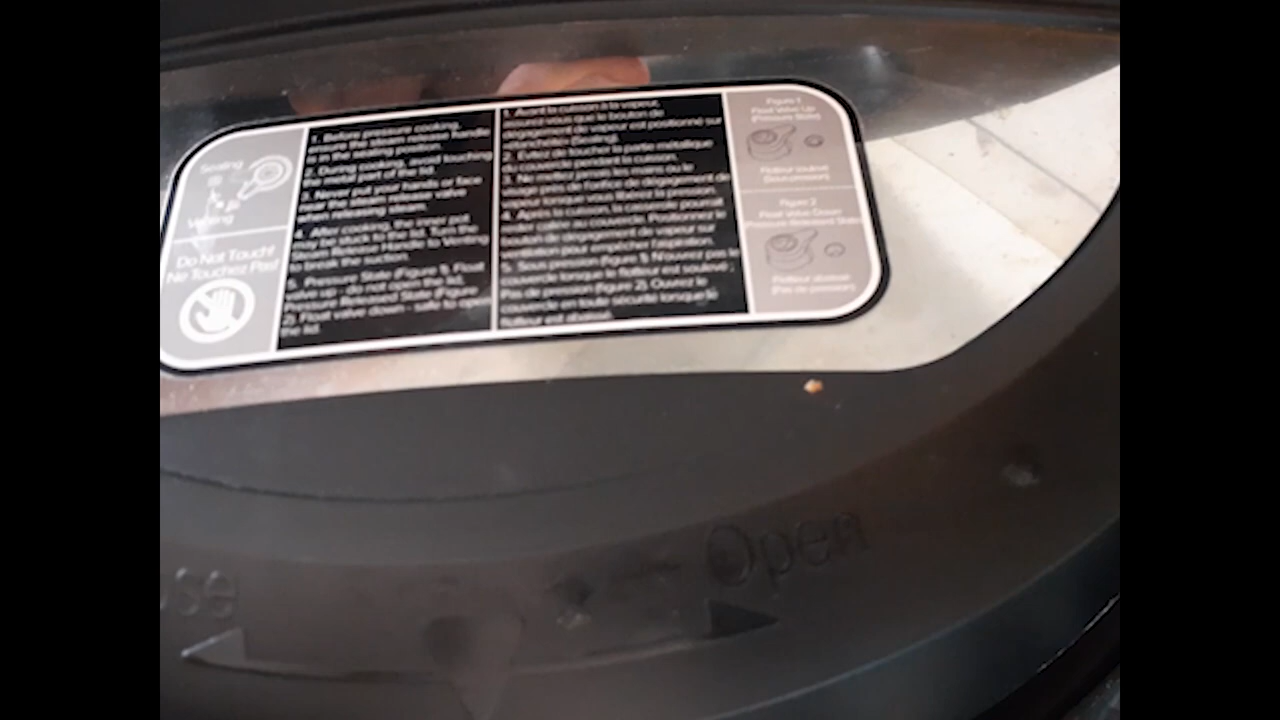 Sealing
Venting
Do Not Touch!
Ne Touchez Pas!
1. Before pressure cooking,
ensure the steam release handle
is in the sealing position.
2. During cooking, avoid touching
the metal part of the lid.
3. Never put your hands or face
near the steam release valve
when releasing steam.
4. After cooking, the inner pot
may be stuck to the lid. Turn the
Steam Release Handle to Venting
to break the suction.
5. Pressure State (Figure 1). Float
valve up - do not open the lid.
Pressure Released State (Figure
2). Float valve down - safe to open
the lid.
1. Avant la cuisson à la vapeur,
assurez-vous que le bouton de
dégagement de vapeur est positionné sur
étanchéité (Sealing).
2. Évitez de toucher la partie métallique
du couvercle pendant la cuisson.
3. Ne mettez jamais les mains ou le
visage près de l'orifice de dégagement de
vapeur lorsque vous libérez la pression.
4. Après la cuisson, la casserole pourrait
rester calée au couvercle. Positionnez le
bouton de dégagement de vapeur sur
ventilation pour empêcher l'aspiration.
5. Sous pression (figure 1). N'ouvrez pas le
couvercle lorsque le flotteur est soulevé ;
Pas de pression (figure 2). Ouvrez le
couvercle en toute sécurité lorsque le
flotteur est abaissé.
Figure 1
Float Valve Up
(Pressure State)
Flotteur soulevé
(Sous pression)
Figure 2
Float Valve Down
(Pressure Released State)
Flotteur abaissé
(Pas de pression)
Open